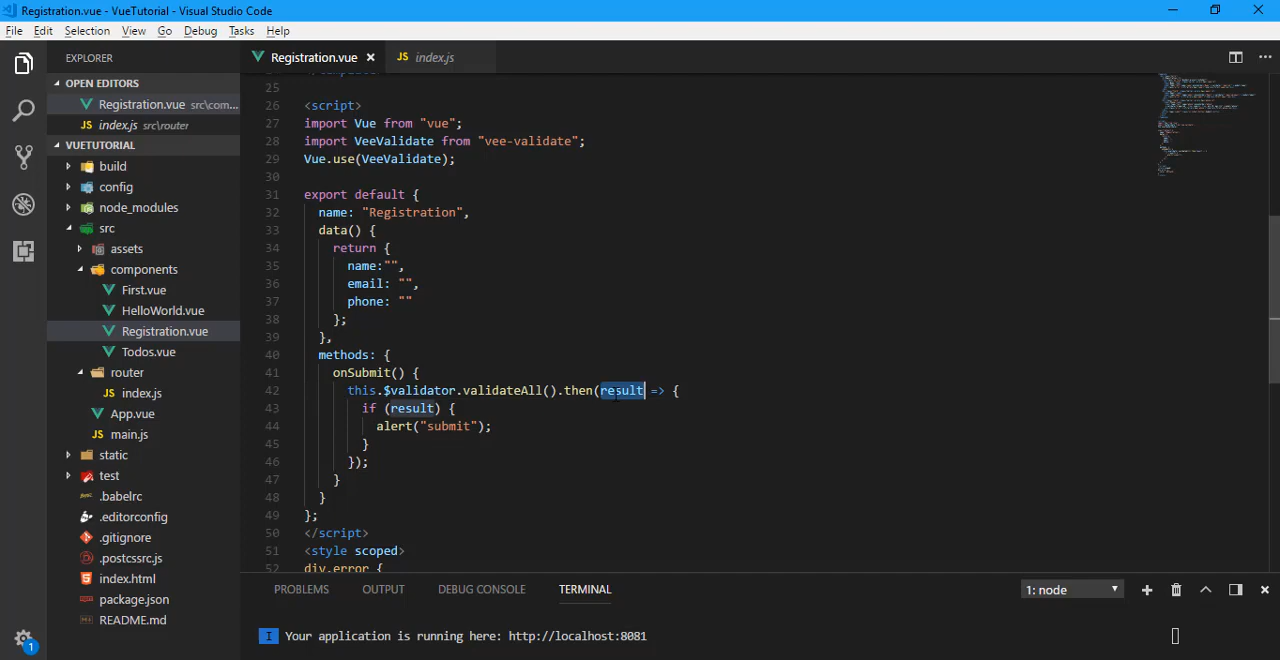 Registration.vue - VueTutorial - Visual Studio Code
File Edit Selection View Go Debug Tasks Help
EXPLORER
OPEN EDITORS
Registration.vue src\com...
index.js src\router
VUETUTORIAL
build
config
node_modules
src
assets
components
First.vue
HelloWorld.vue
Registration.vue
Todos.vue
router
JS index.js
App.vue
JS main.js
static
test
.babelrc
.editorconfig
.gitignore
.postcssrc.js
index.html
package.json
README.md
1
Registration.vue JS index.js
25
26 <script>
27 import Vue from "vue";
28 import VeeValidate from "vee-validate";
29 Vue.use(VeeValidate);
30
31 export default {
32 name: "Registration",
33 data() {
34 return {
35 name:"",
36 email: "",
37 phone: ""
38 };
39 },
40 methods: {
41 onSubmit() {
42 this.$validator.validateAll().then(result => {
43 if (result) {
44 alert("submit");
45 }
46 });
47 }
48 }
49 };
50 </script>
51 <style scoped>
52 div.error {
PROBLEMS OUTPUT DEBUG CONSOLE TERMINAL 1: node
I Your application is running here: http://localhost:8081